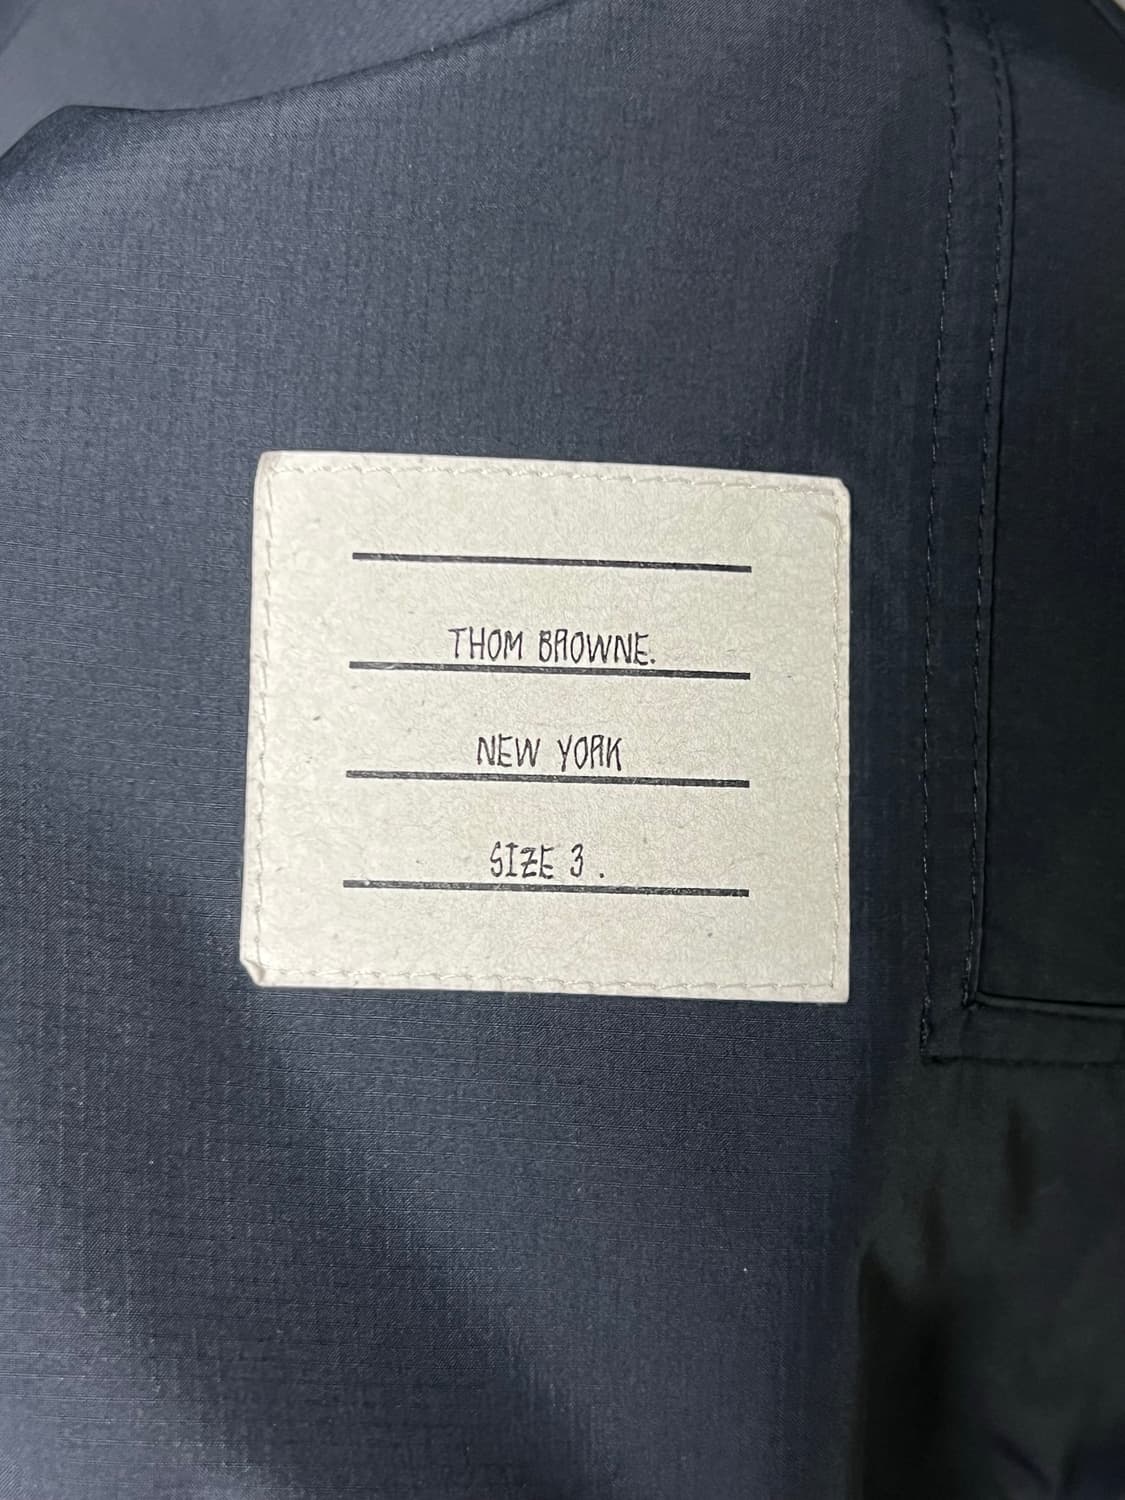 THOM BROWNE.
NEW YORK
SIZE 3 .